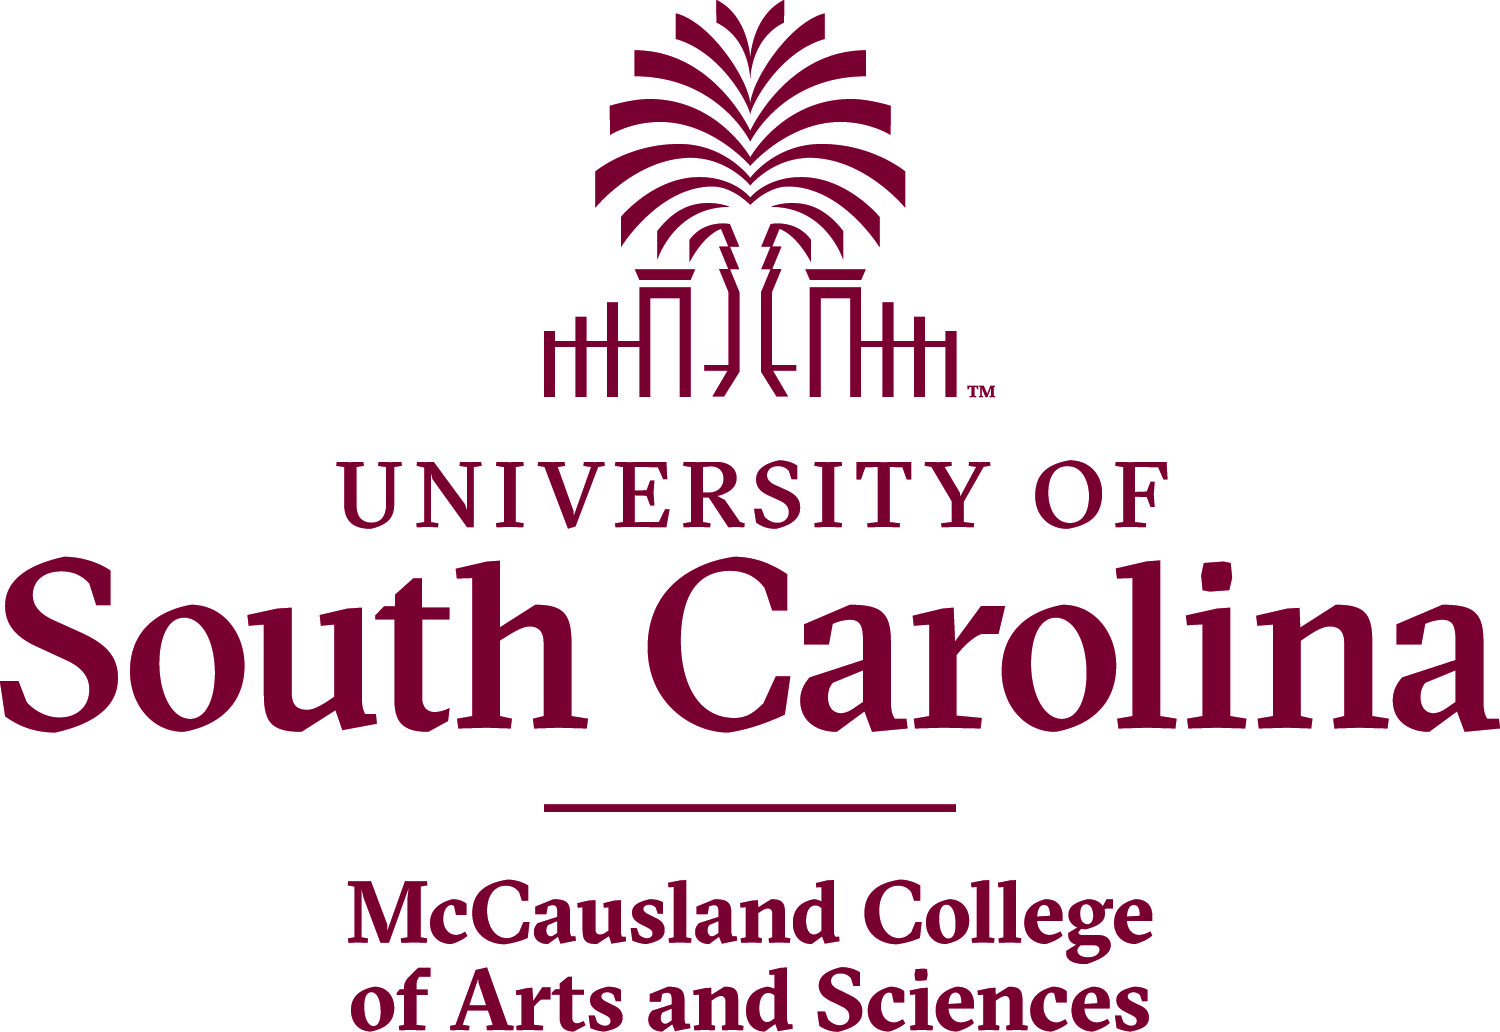 TM
UNIVERSITY OF
South Carolina
McCausland College
of Arts and Sciences